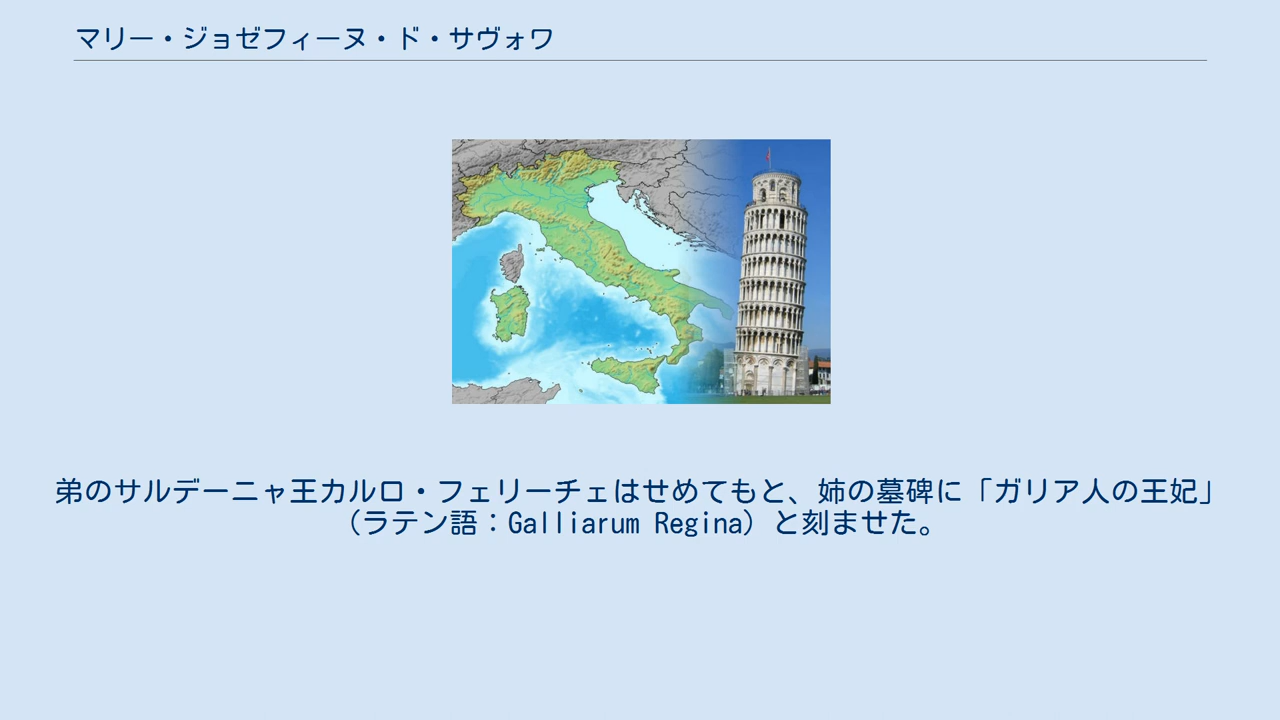 マリー・ジョゼフィーヌ・ド・サヴォワ
弟のサルデーニャ王カルロ・フェリーチェはせめてもと、姉の墓碑に「ガリア人の王妃」
（ラテン語：Galliarum Regina）と刻ませた。